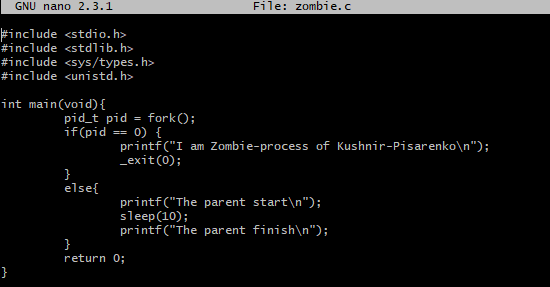 GNU nano 2.3.1 File: zombie.c
#include <stdio.h>
#include <stdlib.h>
#include <sys/types.h>
#include <unistd.h>
int main(void){
pid_t pid = fork();
if(pid == 0) {
printf("I am Zombie-process of Kushnir-Pisarenko\n");
_exit(0);
}
else{
printf("The parent start\n");
sleep(10);
printf("The parent finish\n");
}
return 0;
}